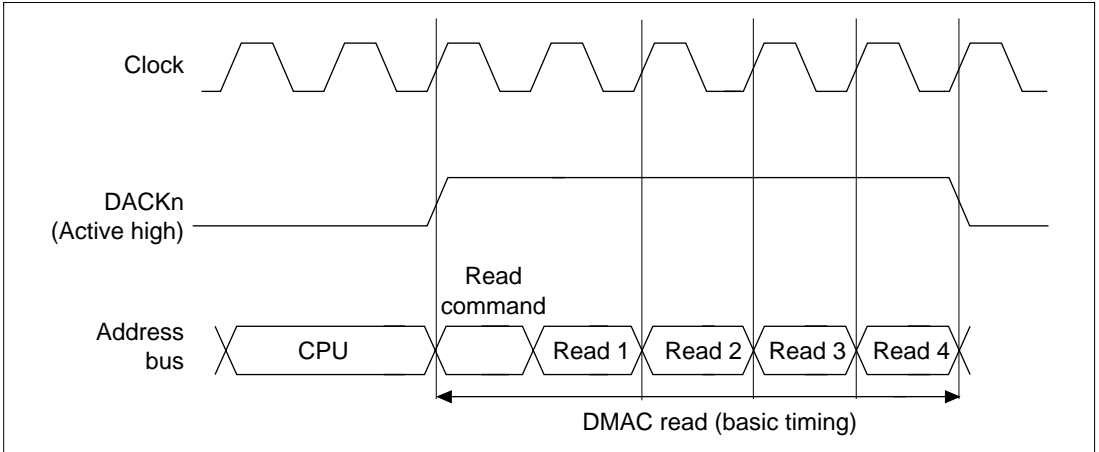 Clock
DACKn
(Active high)
Read
command
Address
bus
CPU
Read 1
Read 2
Read 3
Read 4
DMAC read (basic timing)